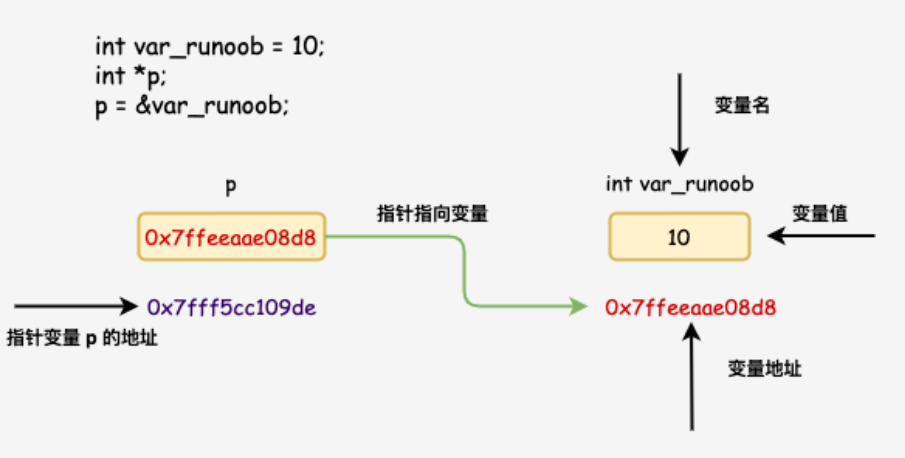 int var_runoob = 10;
int *p;
p = &var_runoob;
变量名
p
int var_runoob
指针指向变量
变量值
0x7ffeeaae08d8
10
0x7fff5cc109de
0x7ffeeaae08d8
指针变量 p 的地址
变量地址